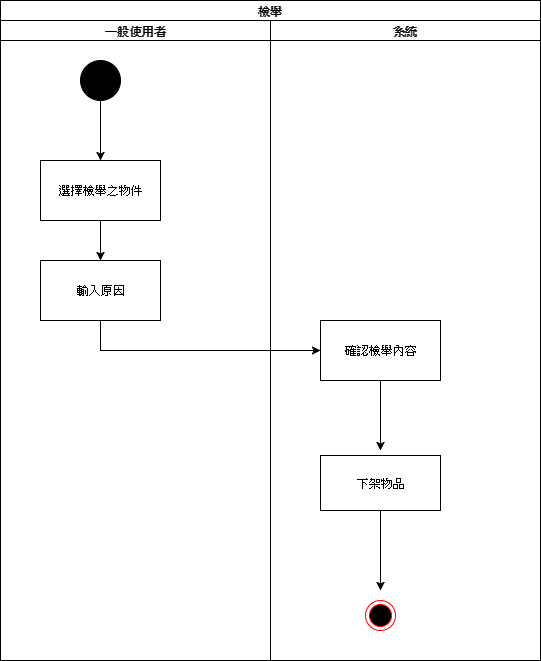 檢舉
一般使用者
系統
選擇檢舉之物件
輸入原因
確認檢舉內容
下架物品